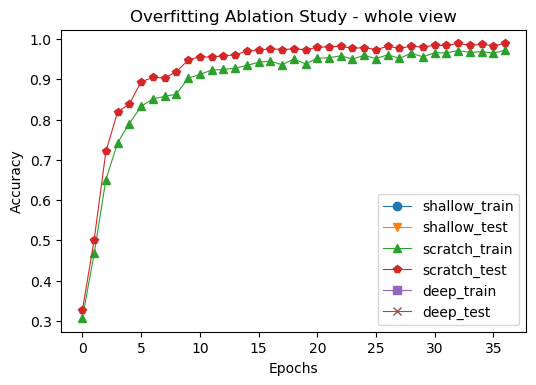 Overfitting Ablation Study - whole view
1.0
0.9
0.8
0.7
0.6
0.5
0.4
0.3
Accuracy
0 5 10 15 20 25 30 35
Epochs
shallow_train
shallow_test
scratch_train
scratch_test
deep_train
deep_test